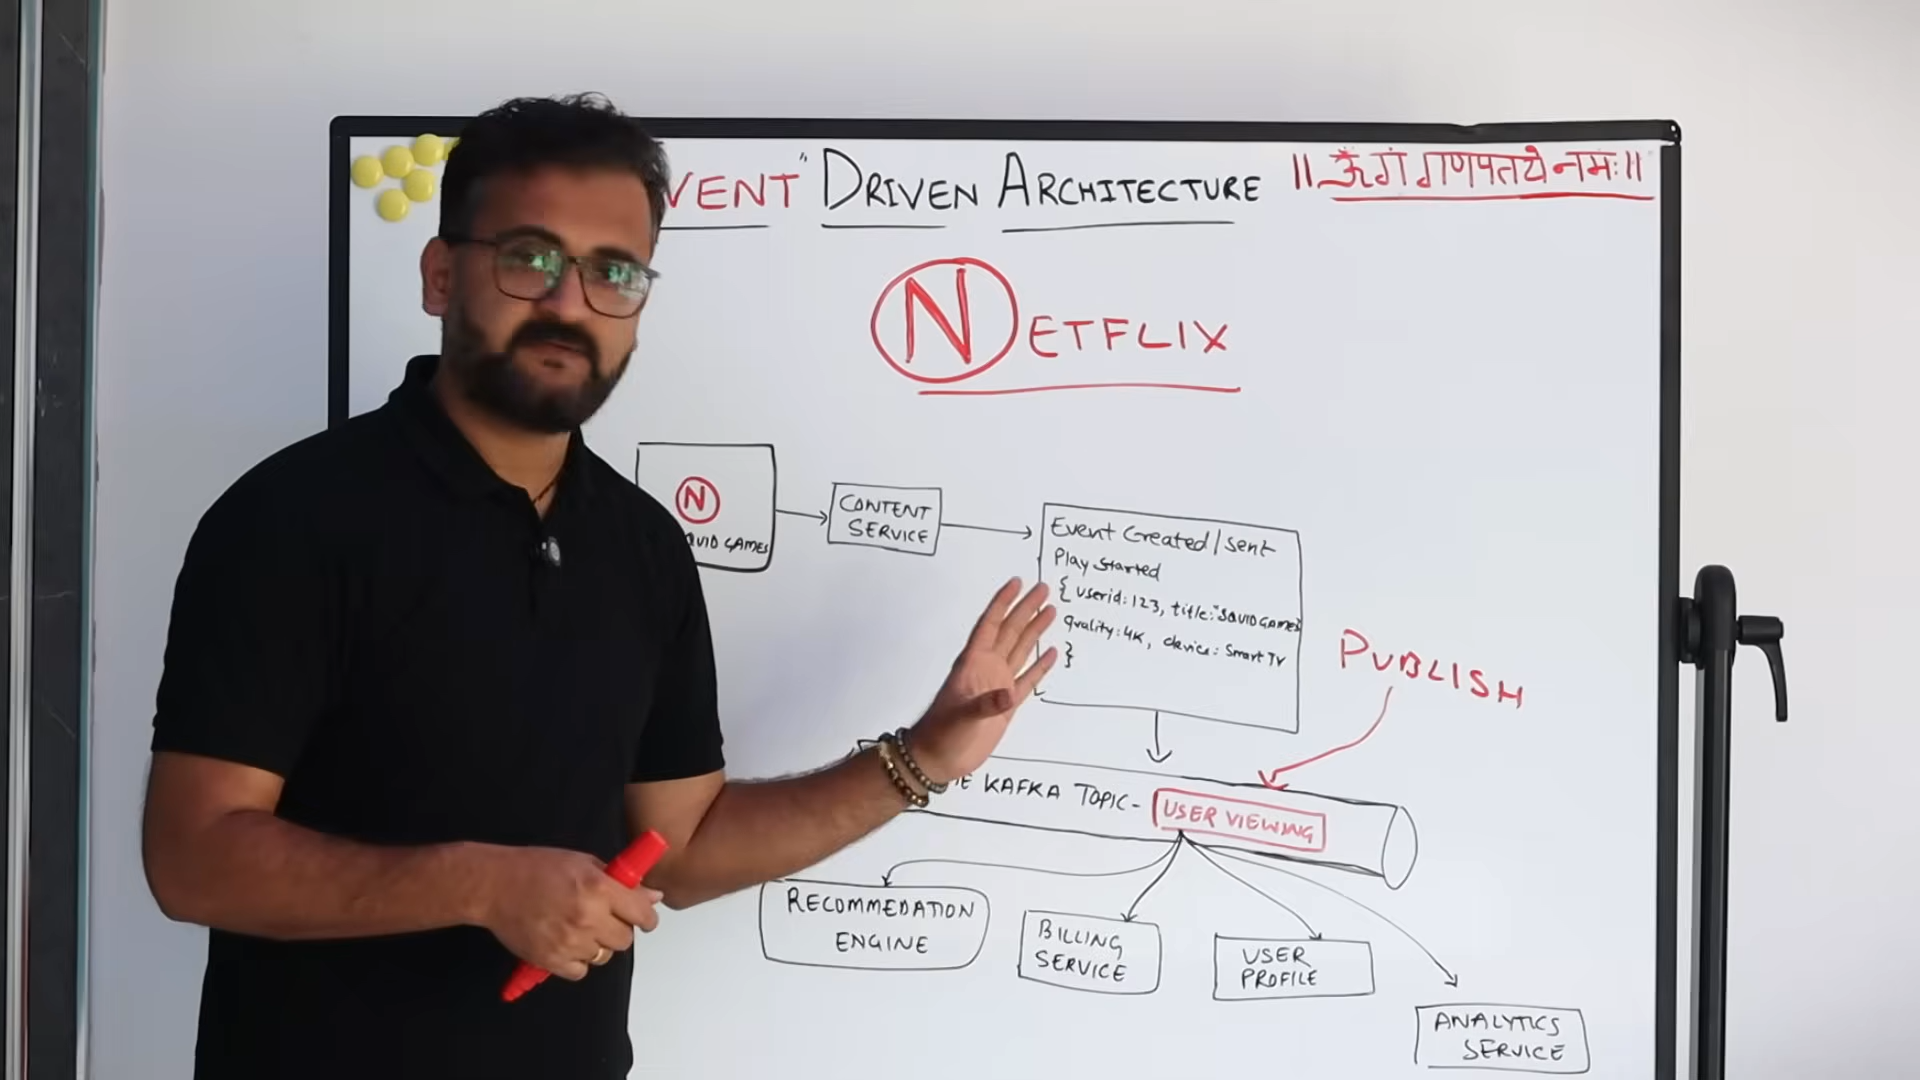 VENT" DRIVEN ARCHITECTURE
॥ ॐ गं गणपतये नमः ॥
NETFLIX
N
QUID GAMES
CONTENT
SERVICE
Event Created/Sent
Play Started
{ userid: 123, title: "SQUID GAMES
quality: 4K, device: Smart TV
}
PUBLISH
KAFKA TOPIC- USER VIEWING
RECOMMEDATION
ENGINE
BILLING
SERVICE
USER
PROFILE
ANALYTICS
SERVICE